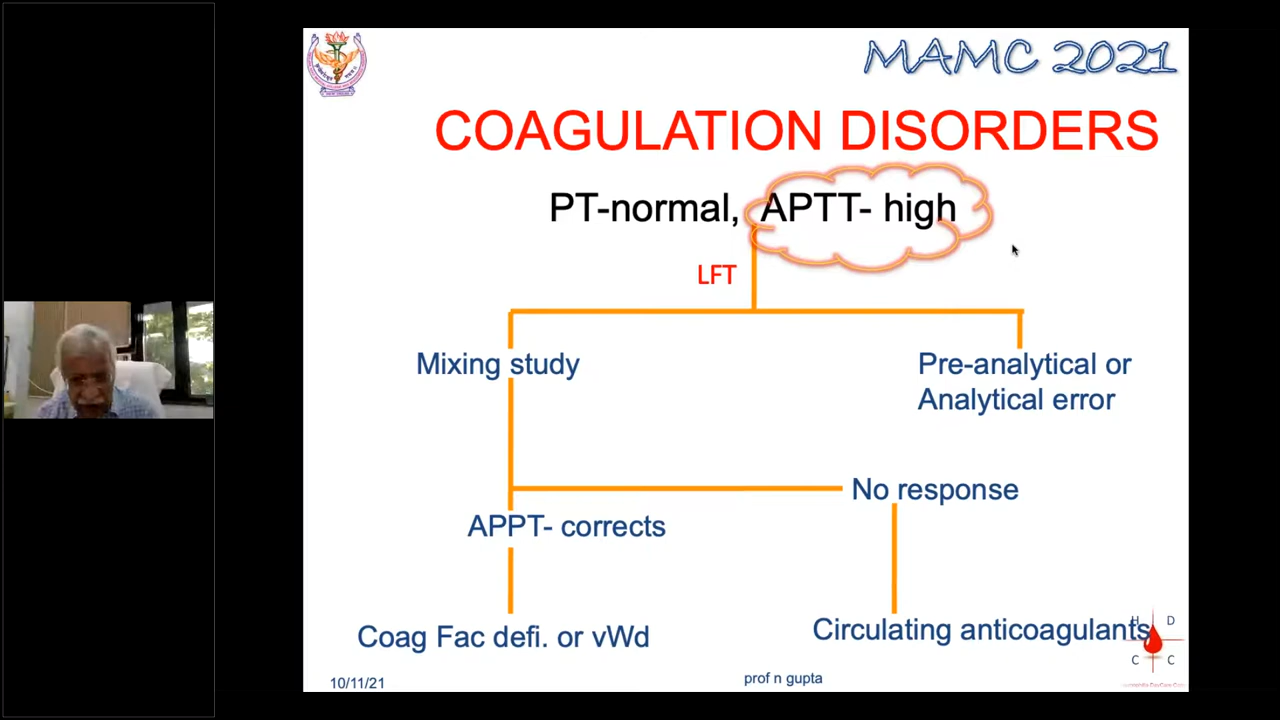 MAMC 2021
COAGULATION DISORDERS
PT-normal, APTT- high
LFT
Mixing study
Pre-analytical or
Analytical error
No response
APPT- corrects
Coag Fac defi. or vWd
Circulating anticoagulants
H D
C C
10/11/21
prof n gupta